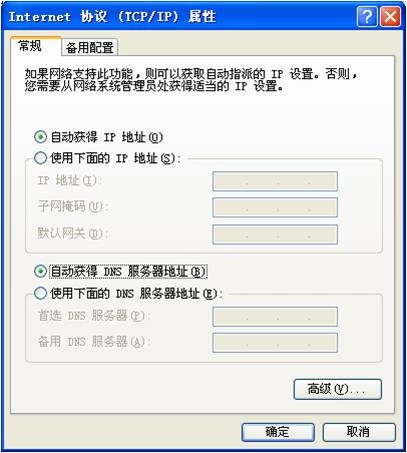 Internet 协议 (TCP/IP) 属性
常规 备用配置
如果网络支持此功能，则可以获取自动指派的 IP 设置。否则，
您需要从网络系统管理员处获得适当的 IP 设置。
自动获得 IP 地址(O)
使用下面的 IP 地址(S):
IP 地址(I):
子网掩码(U):
默认网关(D):
自动获得 DNS 服务器地址(B)
使用下面的 DNS 服务器地址(E):
首选 DNS 服务器(P):
备用 DNS 服务器(A):
高级(V)...
确定 取消